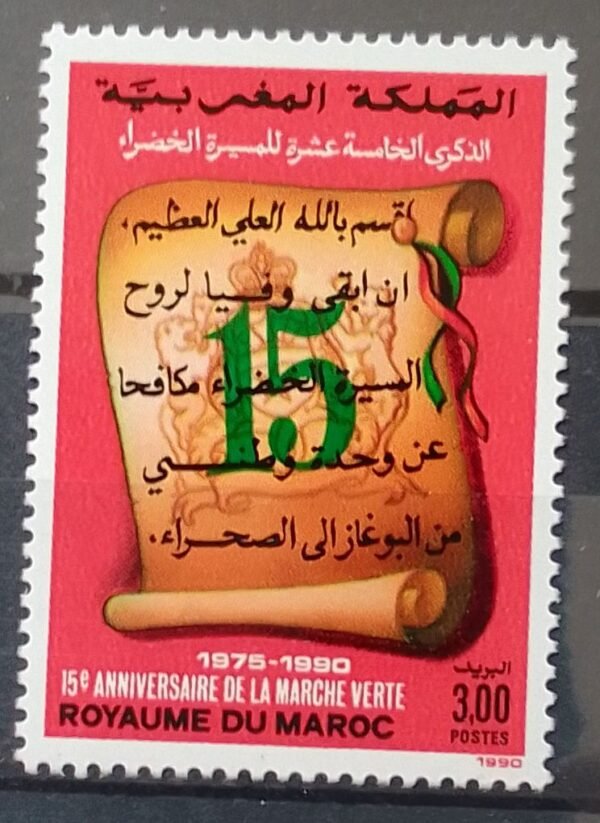 المملكة المغربية
الذكرى الخامسة عشرة للمسيرة الخضراء
اقسم بالله العلي العظيم،
ان ابقى وفيا لروح
المسيرة الخضراء مكافحا
عن وحدة وطني
من البوغاز الى الصحراء.
15
1975-1990
15e ANNIVERSAIRE DE LA MARCHE VERTE
ROYAUME DU MAROC
البريد
3,00
POSTES
1990